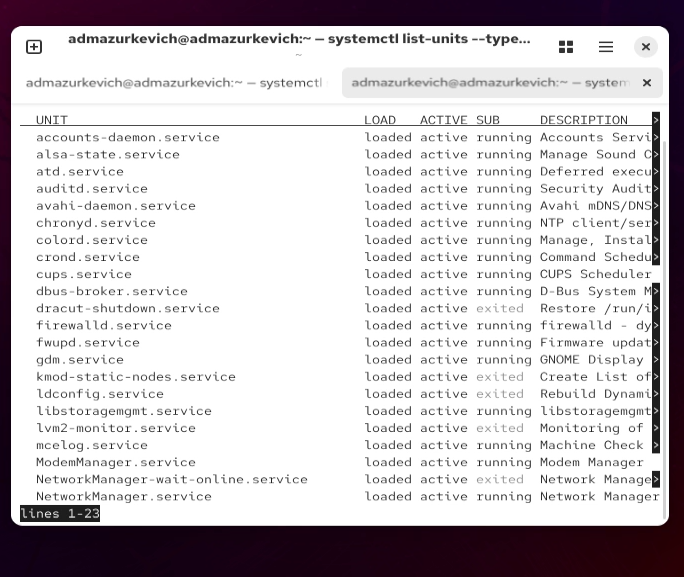 admazurkevich@admazurkevich:~ — systemctl list-units --type…
~
admazurkevich@admazurkevich:~ — systemctl
admazurkevich@admazurkevich:~ — system
UNIT LOAD ACTIVE SUB DESCRIPTION >
accounts-daemon.service loaded active running Accounts Servi>
alsa-state.service loaded active running Manage Sound C>
atd.service loaded active running Deferred execu>
auditd.service loaded active running Security Audit>
avahi-daemon.service loaded active running Avahi mDNS/DNS>
chronyd.service loaded active running NTP client/ser>
colord.service loaded active running Manage, Instal>
crond.service loaded active running Command Schedu>
cups.service loaded active running CUPS Scheduler
dbus-broker.service loaded active running D-Bus System M>
dracut-shutdown.service loaded active exited Restore /run/i>
firewalld.service loaded active running firewalld - dy>
fwupd.service loaded active running Firmware updat>
gdm.service loaded active running GNOME Display >
kmod-static-nodes.service loaded active exited Create List of>
ldconfig.service loaded active exited Rebuild Dynami>
libstoragemgmt.service loaded active running libstoragemgmt>
lvm2-monitor.service loaded active exited Monitoring of >
mcelog.service loaded active running Machine Check >
ModemManager.service loaded active running Modem Manager
NetworkManager-wait-online.service loaded active exited Network Manage>
NetworkManager.service loaded active running Network Manager
lines 1-23